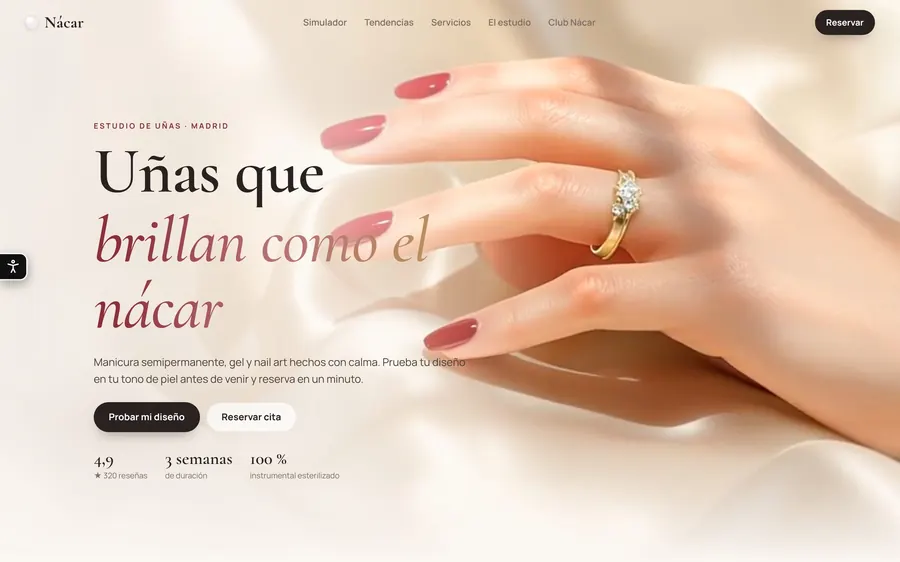 Nácar
Simulador Tendencias Servicios El estudio Club Nácar
Reservar
ESTUDIO DE UÑAS · MADRID
Uñas que
brillan como el
nácar
Manicura semipermanente, gel y nail art hechos con calma. Prueba tu diseño
en tu tono de piel antes de venir y reserva en un minuto.
Probar mi diseño Reservar cita
4,9 3 semanas 100 %
★ 320 reseñas de duración instrumental esterilizado